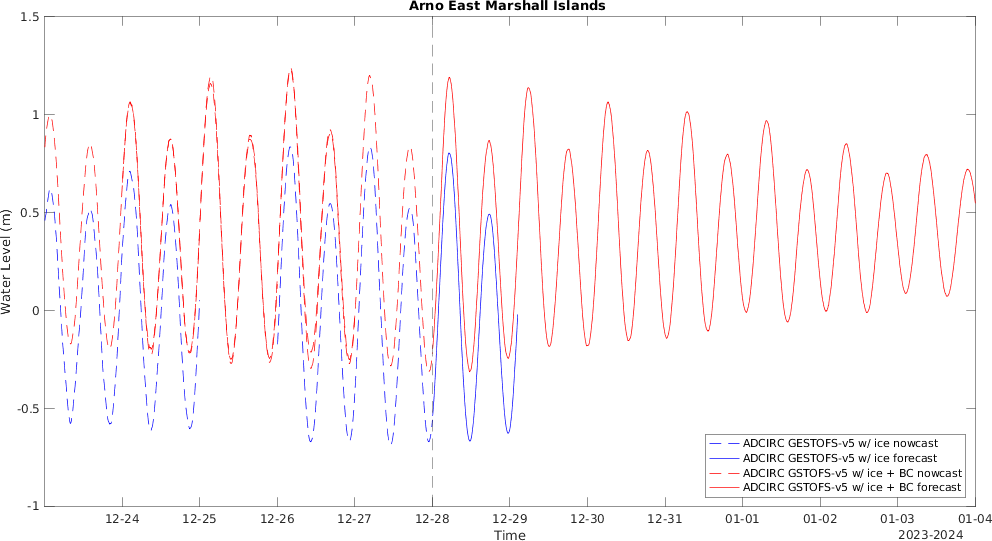 Arno East Marshall Islands
1.5
1
0.5
0
-0.5
-1
Water Level (m)
ADCIRC GESTOFS-v5 w/ ice nowcast
ADCIRC GESTOFS-v5 w/ ice forecast
ADCIRC GSTOFS-v5 w/ ice + BC nowcast
ADCIRC GSTOFS-v5 w/ ice + BC forecast
12-24 12-25 12-26 12-27 12-28 12-29 12-30 12-31 01-01 01-02 01-03 01-04
Time
2023-2024